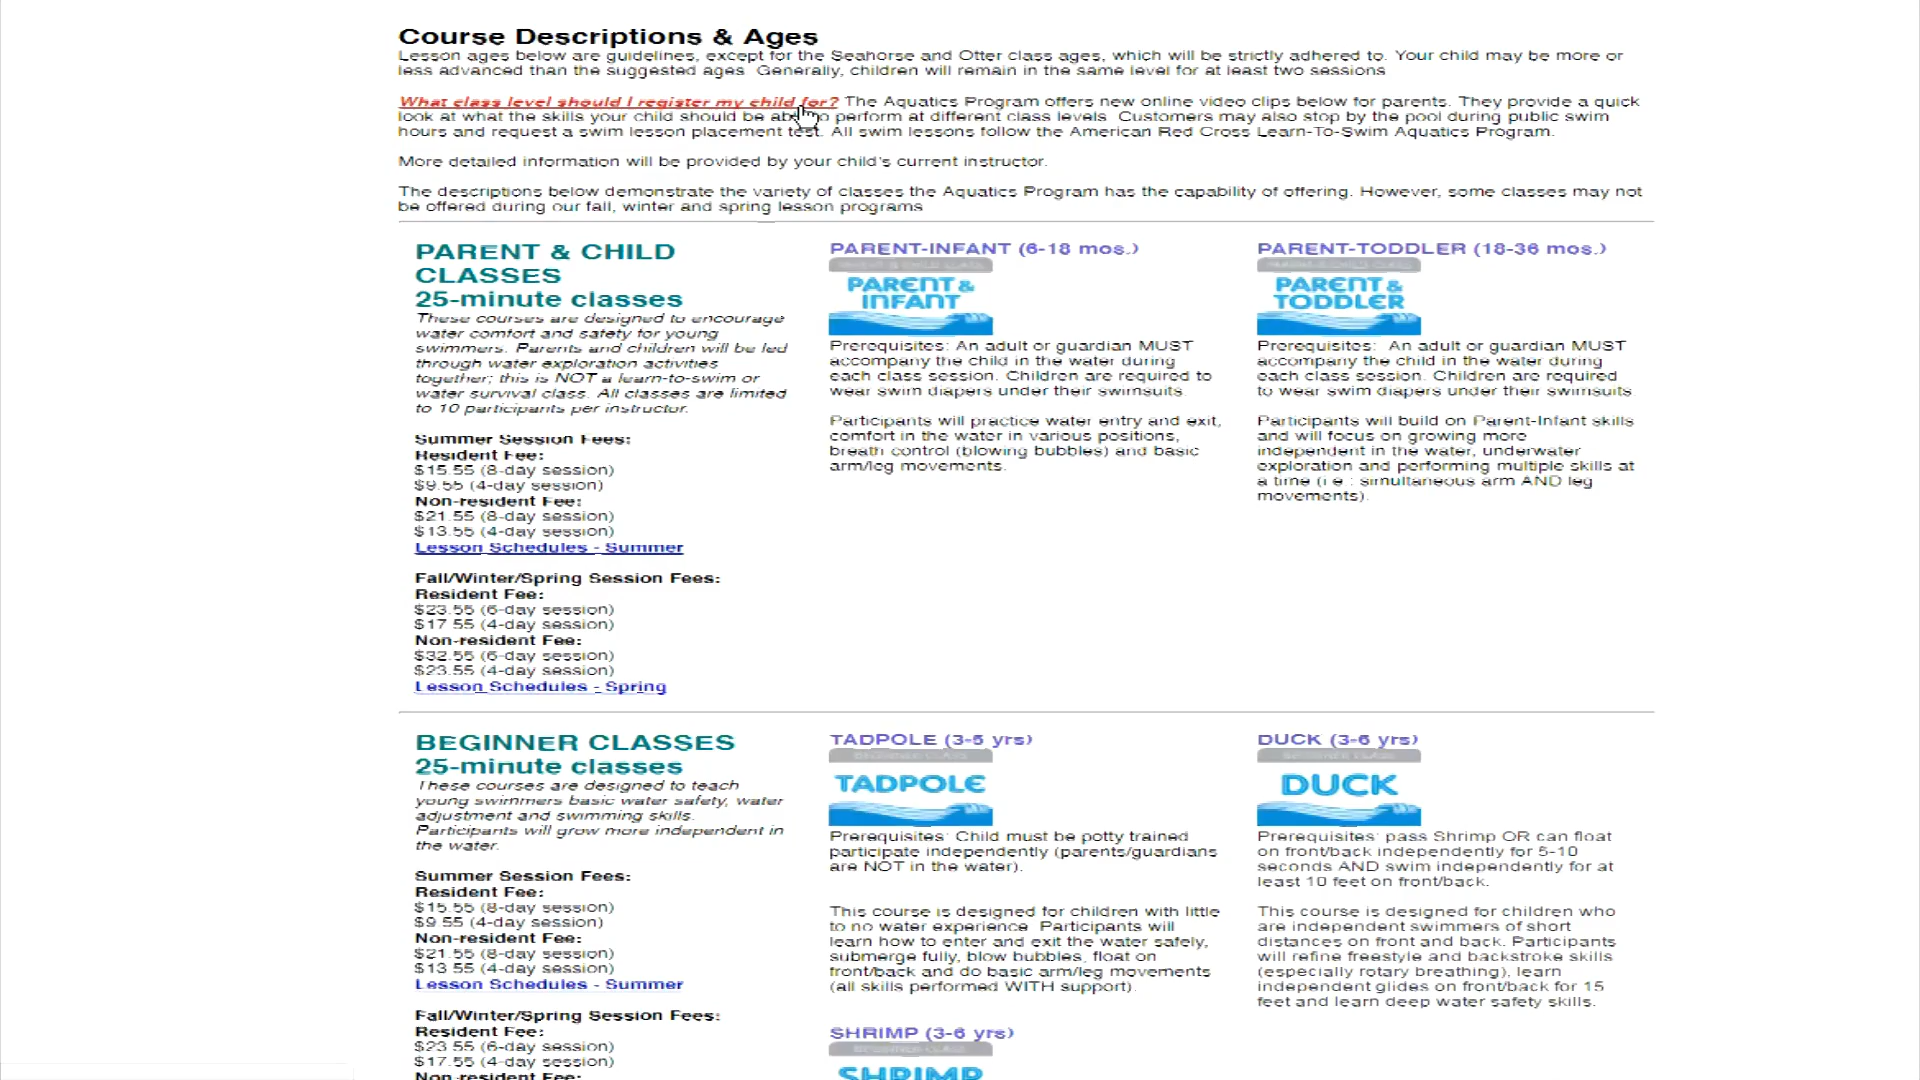 Course Descriptions & Ages
Lesson ages below are guidelines, except for the Seahorse and Otter class ages, which will be strictly adhered to. Your child may be more or
less advanced than the suggested ages. Generally, children will remain in the same level for at least two sessions
What class level should I register my child for? The Aquatics Program offers new online video clips below for parents. They provide a quick
look at what the skills your child should be able to perform at different class levels. Customers may also stop by the pool during public swim
hours and request a swim lesson placement test. All swim lessons follow the American Red Cross Learn-To-Swim Aquatics Program.
More detailed information will be provided by your child's current instructor.
The descriptions below demonstrate the variety of classes the Aquatics Program has the capability of offering. However, some classes may not
be offered during our fall, winter and spring lesson programs
PARENT & CHILD
CLASSES
25-minute classes
These courses are designed to encourage
water comfort and safety for young
swimmers. Parents and children will be led
through water exploration activities
together; this is NOT a learn-to-swim or
water survival class. All classes are limited
to 10 participants per instructor.
Summer Session Fees:
Resident Fee:
$15.55 (8-day session)
$9.55 (4-day session)
Non-resident Fee:
$21.55 (8-day session)
$13.55 (4-day session)
Lesson Schedules - Summer
Fall/Winter/Spring Session Fees:
Resident Fee:
$23.55 (6-day session)
$17.55 (4-day session)
Non-resident Fee:
$32.55 (6-day session)
$23.55 (4-day session)
Lesson Schedules - Spring
PARENT-INFANT (6-18 mos.)
PARENT & CHILD CLASS
PARENT &
INFANT
Prerequisites: An adult or guardian MUST
accompany the child in the water during
each class session. Children are required to
wear swim diapers under their swimsuits.
Participants will practice water entry and exit,
comfort in the water in various positions,
breath control (blowing bubbles) and basic
arm/leg movements.
PARENT-TODDLER (18-36 mos.)
PARENT & CHILD CLASS
PARENT &
TODDLER
Prerequisites: An adult or guardian MUST
accompany the child in the water during
each class session. Children are required
to wear swim diapers under their swimsuits
Participants will build on Parent-Infant skills
and will focus on growing more
independent in the water, underwater
exploration and performing multiple skills at
a time (i.e.: simultaneous arm AND leg
movements).
BEGINNER CLASSES
25-minute classes
These courses are designed to teach
young swimmers basic water safety, water
adjustment and swimming skills.
Participants will grow more independent in
the water.
Summer Session Fees:
Resident Fee:
$15.55 (8-day session)
$9.55 (4-day session)
Non-resident Fee:
$21.55 (8-day session)
$13.55 (4-day session)
Lesson Schedules - Summer
Fall/Winter/Spring Session Fees:
Resident Fee:
$23.55 (6-day session)
$17.55 (4-day session)
Non-resident Fee:
TADPOLE (3-5 yrs)
BEGINNER CLASS
TADPOLE
Prerequisites: Child must be potty trained
participate independently (parents/guardians
are NOT in the water).
This course is designed for children with little
to no water experience. Participants will
learn how to enter and exit the water safely,
submerge fully, blow bubbles, float on
front/back and do basic arm/leg movements
(all skills performed WITH support).
SHRIMP (3-6 yrs)
BEGINNER CLASS
SHRIMP
DUCK (3-6 yrs)
BEGINNER CLASS
DUCK
Prerequisites: pass Shrimp OR can float
on front/back independently for 5-10
seconds AND swim independently for at
least 10 feet on front/back.
This course is designed for children who
are independent swimmers of short
distances on front and back. Participants
will refine freestyle and backstroke skills
(especially rotary breathing), learn
independent glides on front/back for 15
feet and learn deep water safety skills.